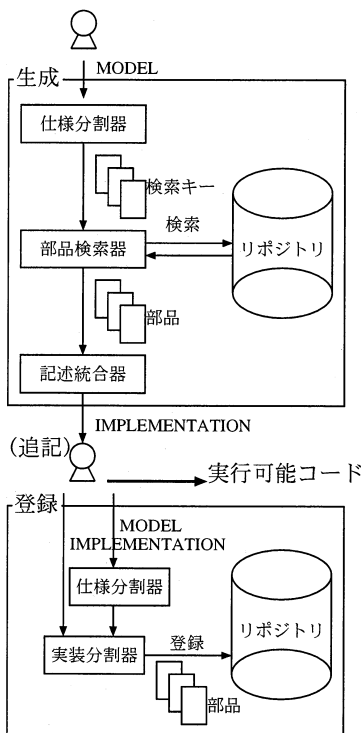 MODEL
生成
仕様分割器
検索キー
検索
部品検索器
リポジトリ
部品
記述統合器
IMPLEMENTATION
(追記)
実行可能コード
登録
MODEL
IMPLEMENTATION
仕様分割器
リポジトリ
登録
実装分割器
部品